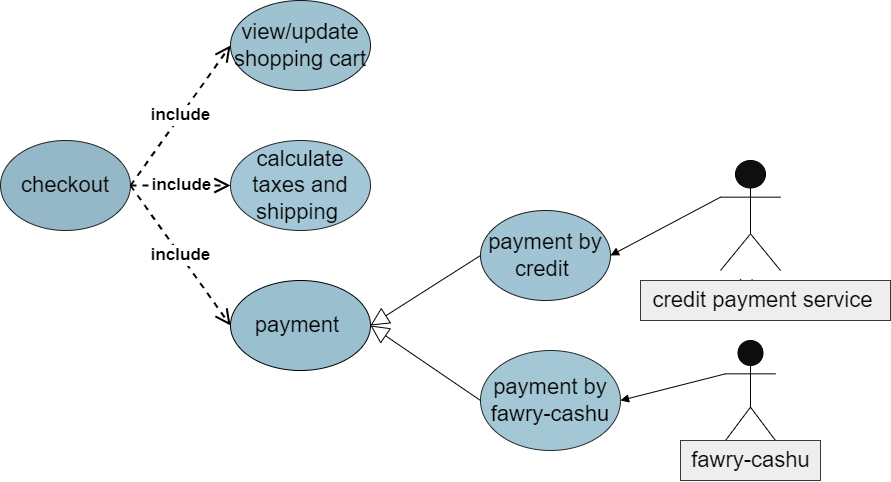 view/update
shopping cart
include
checkout
include
calculate
taxes and
shipping
include
payment by
credit
credit payment service
payment
payment by
fawry-cashu
fawry-cashu